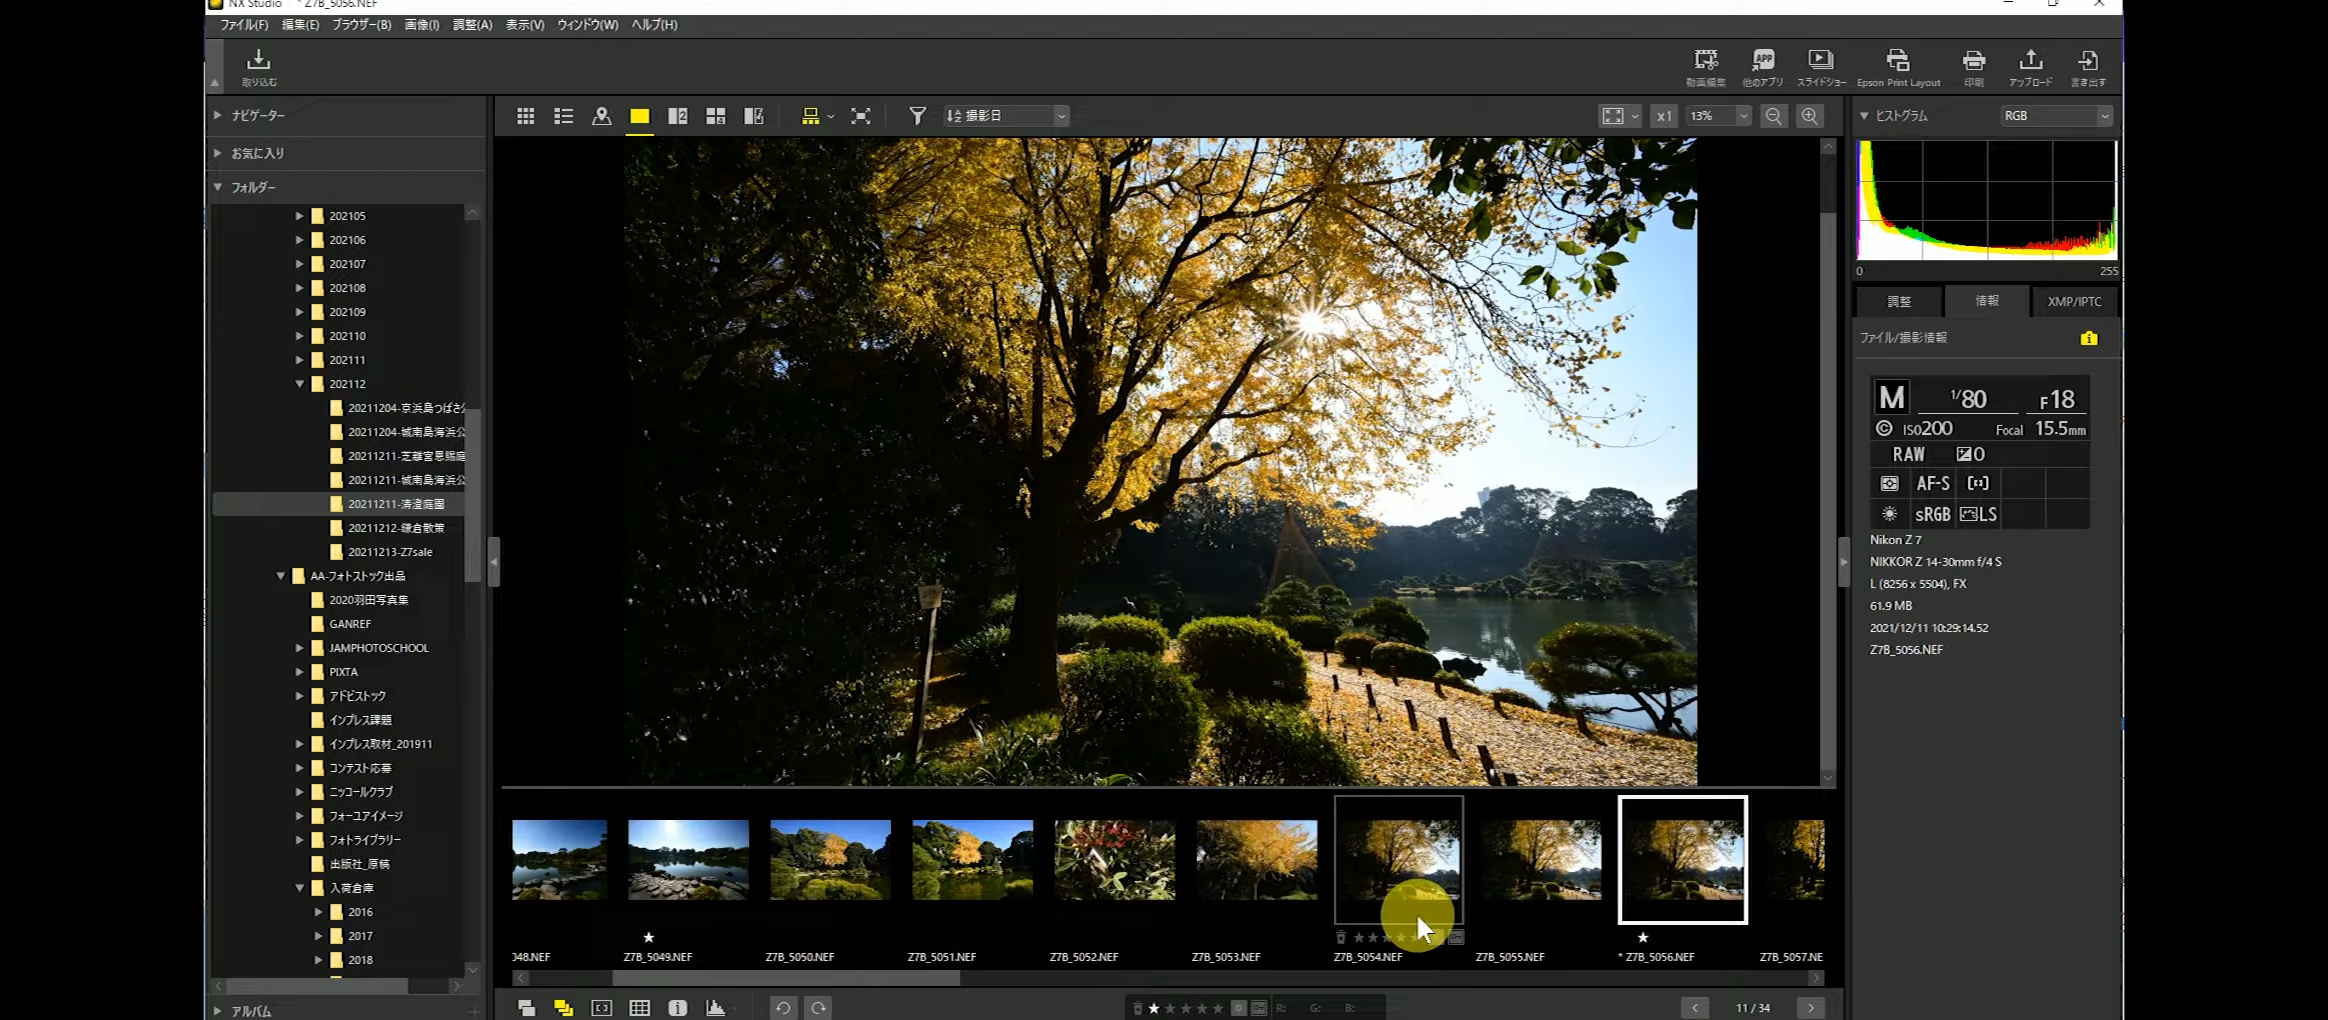 NX Studio * Z7B_5056.NEF
ファイル(F) 編集(E) ブラウザー(B) 画像(I) 調整(A) 表示(V) ウィンドウ(W) ヘルプ(H)
取り込む
動画編集 他のアプリ スライドショー Epson Print Layout 印刷 アップロード 書き出す
ナビゲーター
お気に入り
フォルダー
202105
202106
202107
202108
202109
202110
202111
202112
20211204-京浜島つばさ
20211204-城南島海浜公
20211211-芝離宮恩賜庭
20211211-城南島海浜公
20211211-清澄庭園
20211212-鎌倉散策
20211213-Z7sale
AA-フォトストック出品
2020羽田写真集
GANREF
JAMPHOTOSCHOOL
PIXTA
アドビストック
インプレス課題
インプレス取材_201911
コンテスト応募
ニッコールクラブ
フォーユアイメージ
フォトライブラリー
出版社_原稿
入荷倉庫
2016
2017
2018
アルバム
撮影日
x1 13%
ヒストグラム RGB
0 255
調整 情報 XMP/IPTC
ファイル/撮影情報
M 1/80 F18
ISO200 Focal 15.5mm
RAW 0
AF-S
sRGB LS
Nikon Z 7
NIKKOR Z 14-30mm f/4 S
L (8256 x 5504), FX
61.9 MB
2021/12/11 10:29:14.52
Z7B_5056.NEF
048.NEF Z7B_5049.NEF Z7B_5050.NEF Z7B_5051.NEF Z7B_5052.NEF Z7B_5053.NEF Z7B_5054.NEF Z7B_5055.NEF * Z7B_5056.NEF Z7B_5057.NE
R: G: B:
11 / 34